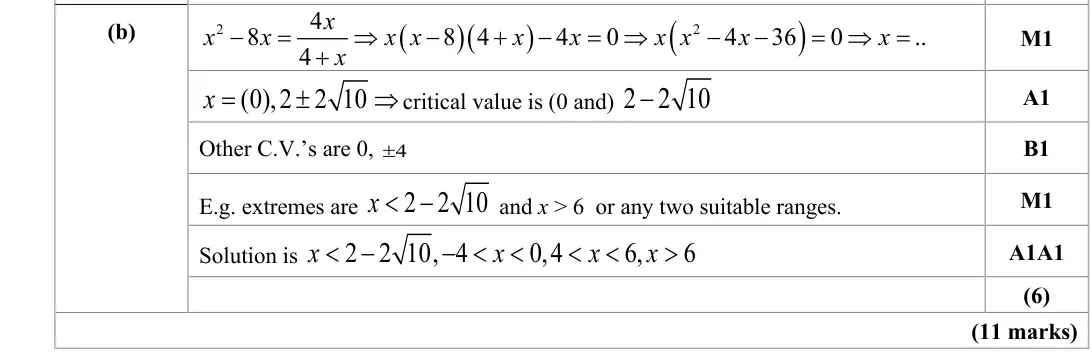 (b) x² − 8x = 4x/(4 + x) ⇒ x(x − 8)(4 + x) − 4x = 0 ⇒ x(x² − 4x − 36) = 0 ⇒ x = .. M1
x = (0), 2 ± 2√10 ⇒ critical value is (0 and) 2 − 2√10 A1
Other C.V.'s are 0, ±4 B1
E.g. extremes are x < 2 − 2√10 and x > 6 or any two suitable ranges. M1
Solution is x < 2 − 2√10, −4 < x < 0, 4 < x < 6, x > 6 A1A1
(6)
(11 marks)